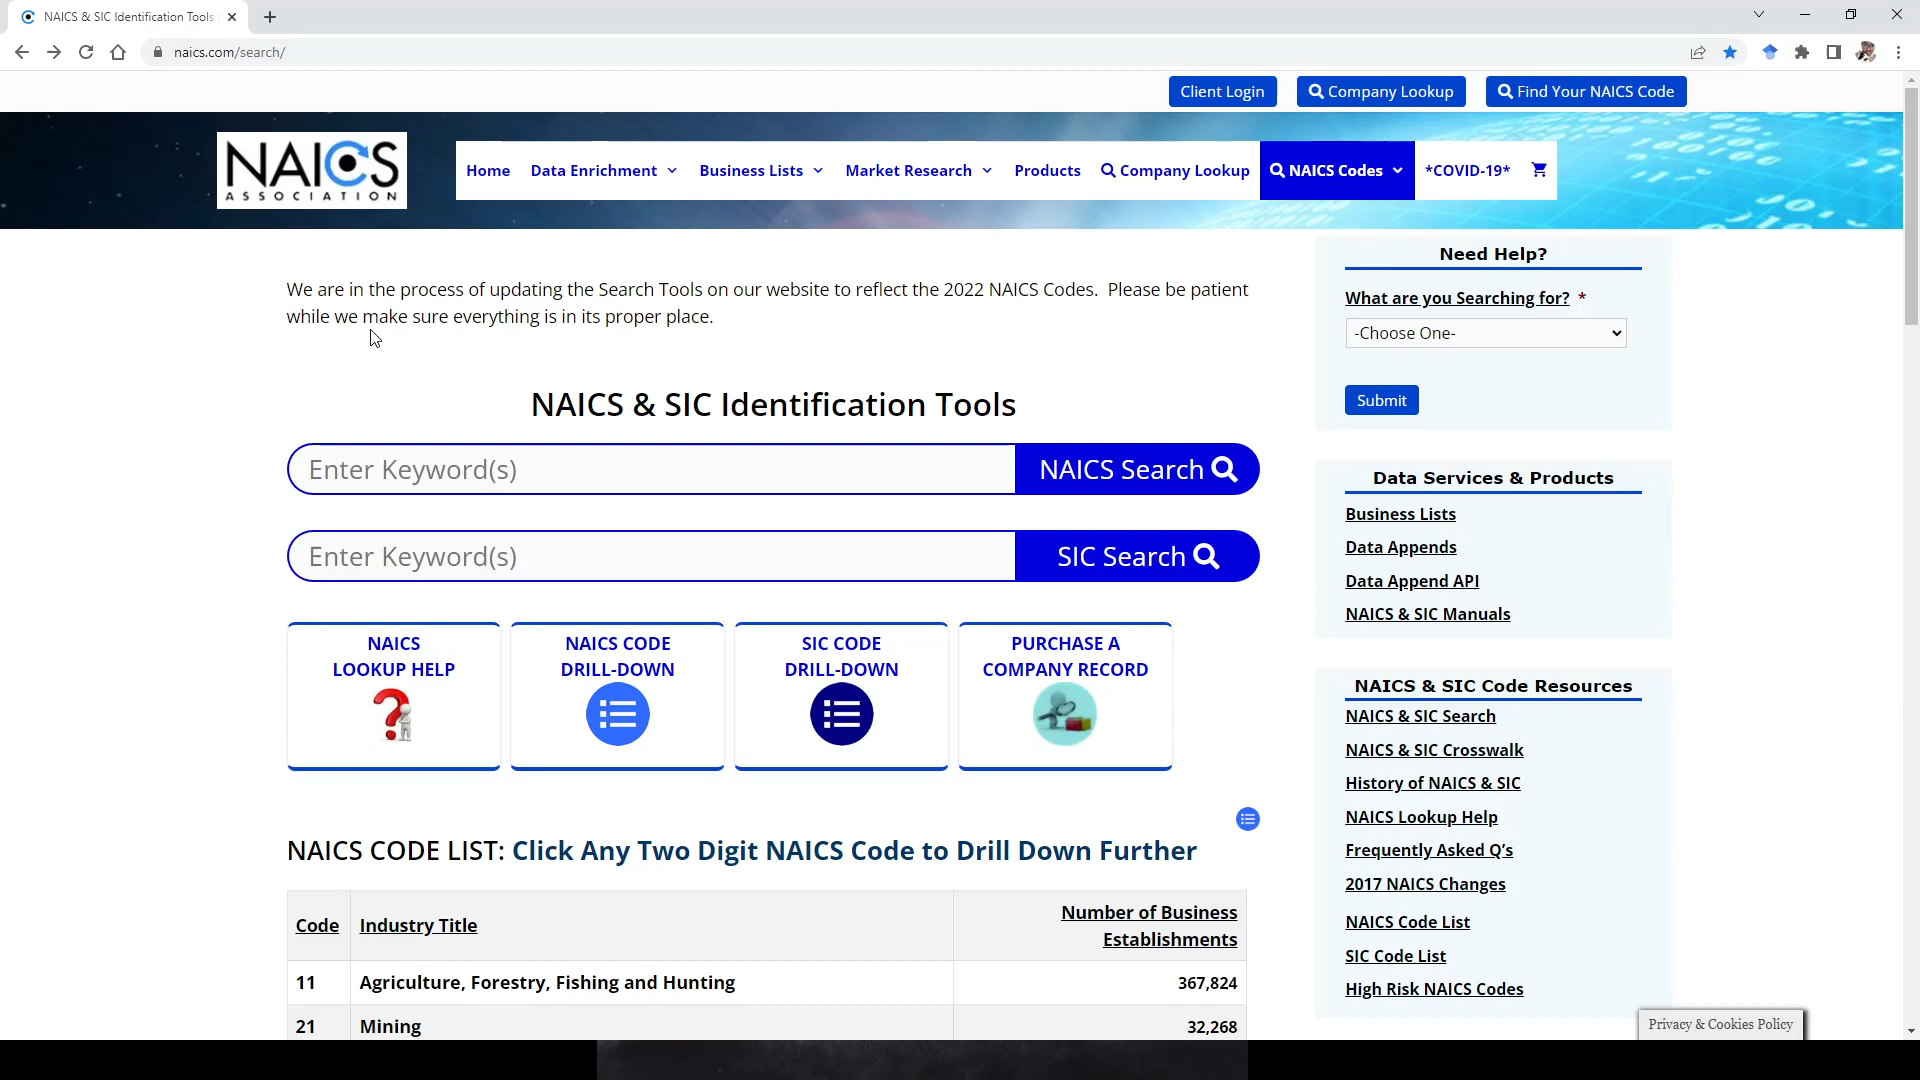 NAICS & SIC Identification Tools
naics.com/search/
Client Login
Company Lookup
Find Your NAICS Code
NAICS
ASSOCIATION
Home
Data Enrichment
Business Lists
Market Research
Products
Company Lookup
NAICS Codes
*COVID-19*
We are in the process of updating the Search Tools on our website to reflect the 2022 NAICS Codes. Please be patient
while we make sure everything is in its proper place.
NAICS & SIC Identification Tools
Enter Keyword(s)
NAICS Search
Enter Keyword(s)
SIC Search
NAICS
LOOKUP HELP
NAICS CODE
DRILL-DOWN
SIC CODE
DRILL-DOWN
PURCHASE A
COMPANY RECORD
NAICS CODE LIST: Click Any Two Digit NAICS Code to Drill Down Further
Code
Industry Title
Number of Business
Establishments
11
Agriculture, Forestry, Fishing and Hunting
367,824
21
Mining
32,268
Need Help?
What are you Searching for? *
-Choose One-
Submit
Data Services & Products
Business Lists
Data Appends
Data Append API
NAICS & SIC Manuals
NAICS & SIC Code Resources
NAICS & SIC Search
NAICS & SIC Crosswalk
History of NAICS & SIC
NAICS Lookup Help
Frequently Asked Q's
2017 NAICS Changes
NAICS Code List
SIC Code List
High Risk NAICS Codes
Privacy & Cookies Policy